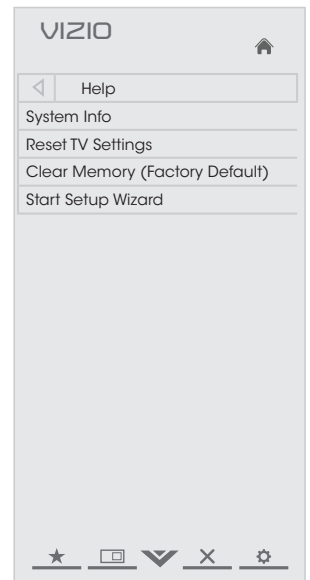 VIZIO
Help
System Info
Reset TV Settings
Clear Memory (Factory Default)
Start Setup Wizard